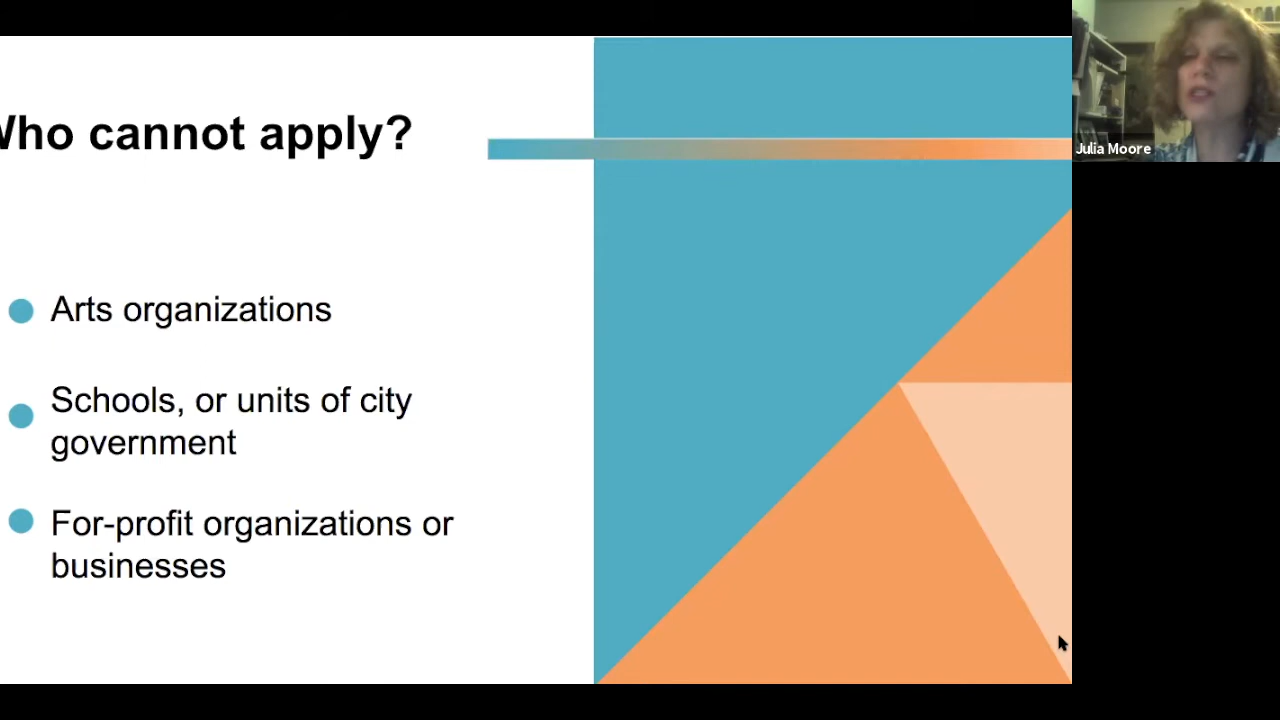 Who cannot apply?
Julia Moore
Arts organizations
Schools, or units of city
government
For-profit organizations or
businesses